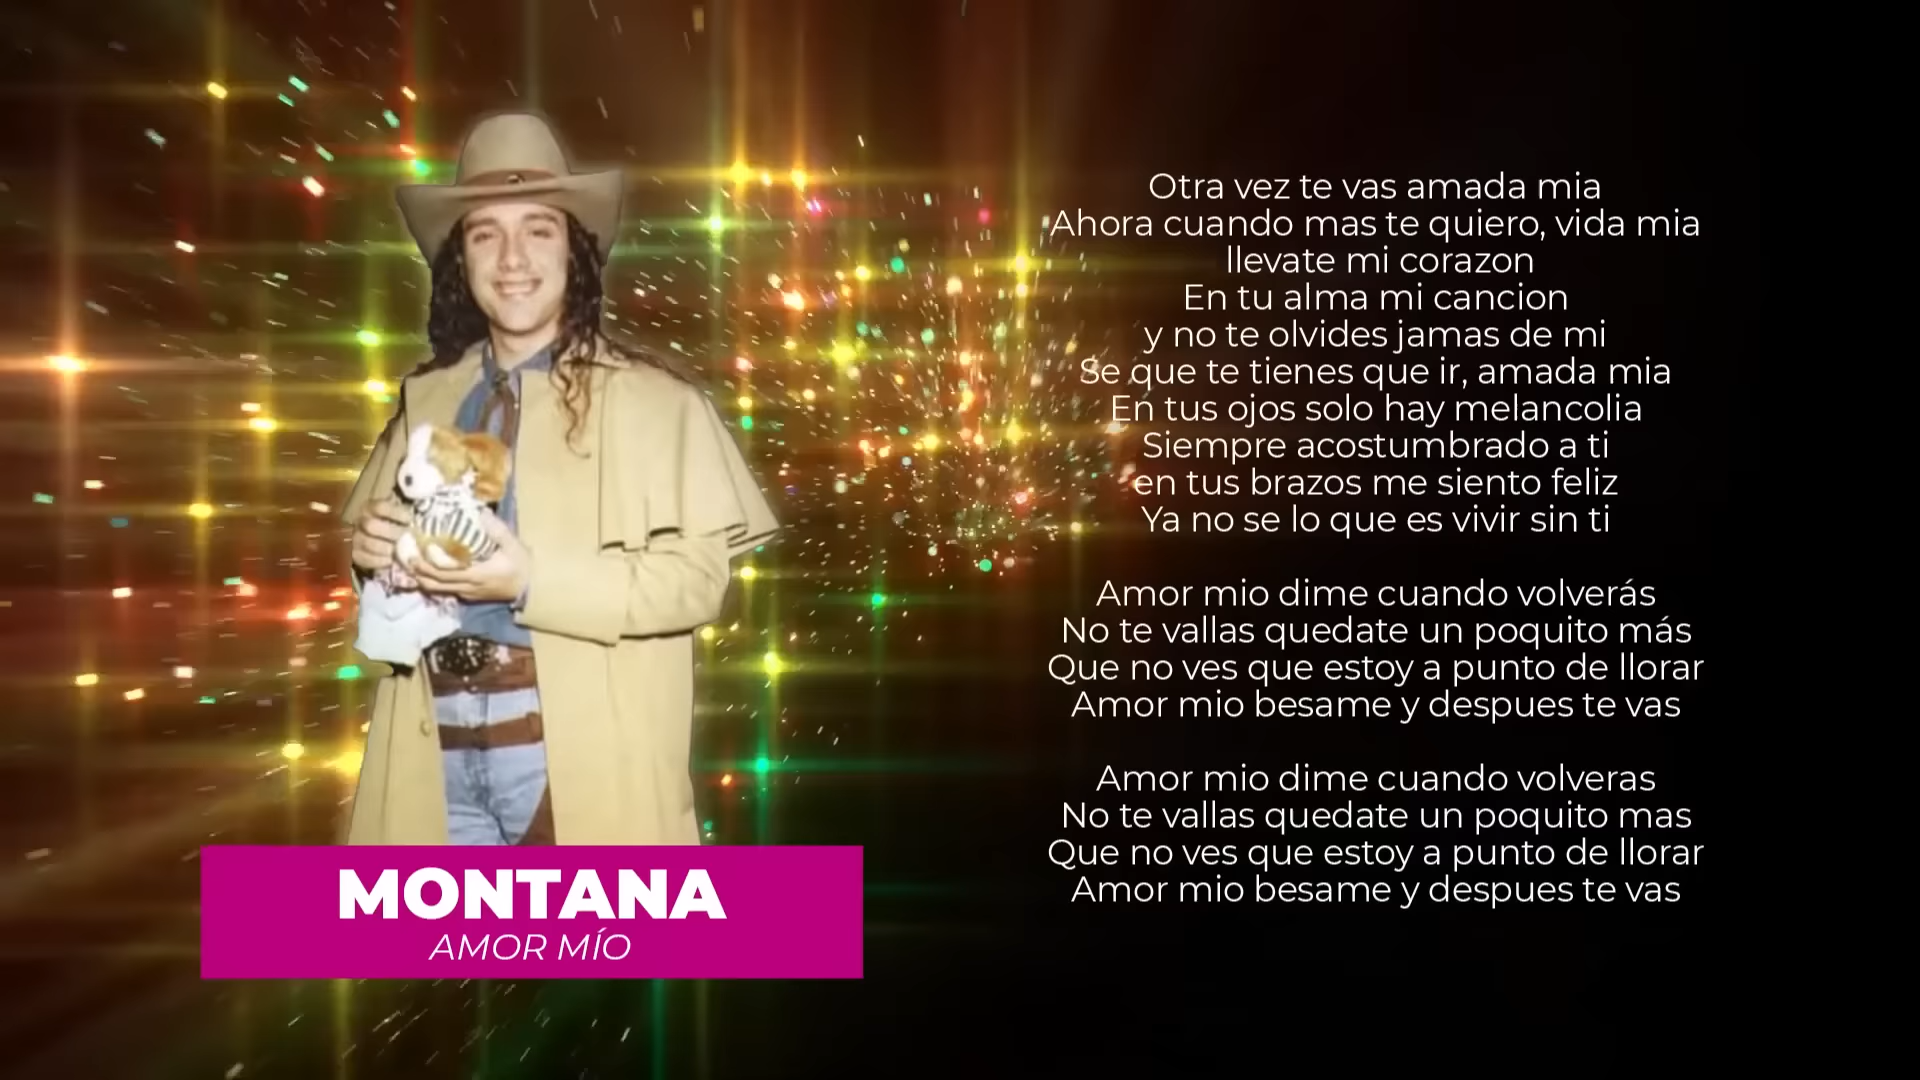 Otra vez te vas amada mia
Ahora cuando mas te quiero, vida mia
llevate mi corazon
En tu alma mi cancion
y no te olvides jamas de mi
Se que te tienes que ir, amada mia
En tus ojos solo hay melancolia
Siempre acostumbrado a ti
en tus brazos me siento feliz
Ya no se lo que es vivir sin ti
Amor mio dime cuando volverás
No te vallas quedate un poquito más
Que no ves que estoy a punto de llorar
Amor mio besame y despues te vas
Amor mio dime cuando volveras
No te vallas quedate un poquito mas
Que no ves que estoy a punto de llorar
Amor mio besame y despues te vas
MONTANA
AMOR MÍO